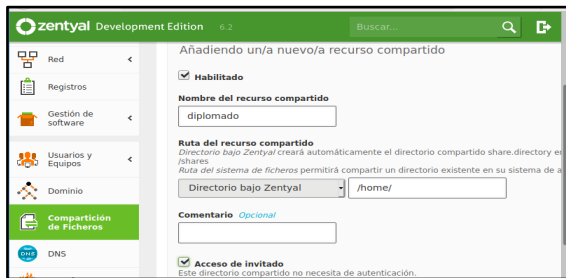 zentyal Development Edition 6.2
Buscar...
Red
Registros
Gestión de
software
Usuarios y
Equipos
Dominio
Compartición
de Ficheros
DNS
Añadiendo un/a nuevo/a recurso compartido
Habilitado
Nombre del recurso compartido
diplomado
Ruta del recurso compartido
Directorio bajo Zentyal creará automáticamente el directorio compartido share.directory en
/shares
Ruta del sistema de ficheros permitirá compartir un directorio existente en su sistema de a
Directorio bajo Zentyal /home/
Comentario Opcional
Acceso de invitado
Este directorio compartido no necesita de autenticación.